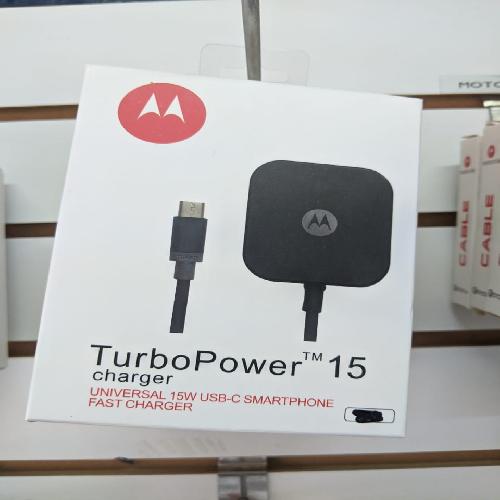 MOTO
TurboPower™ 15
charger
UNIVERSAL 15W USB-C SMARTPHONE
FAST CHARGER
CABLE
CABLE